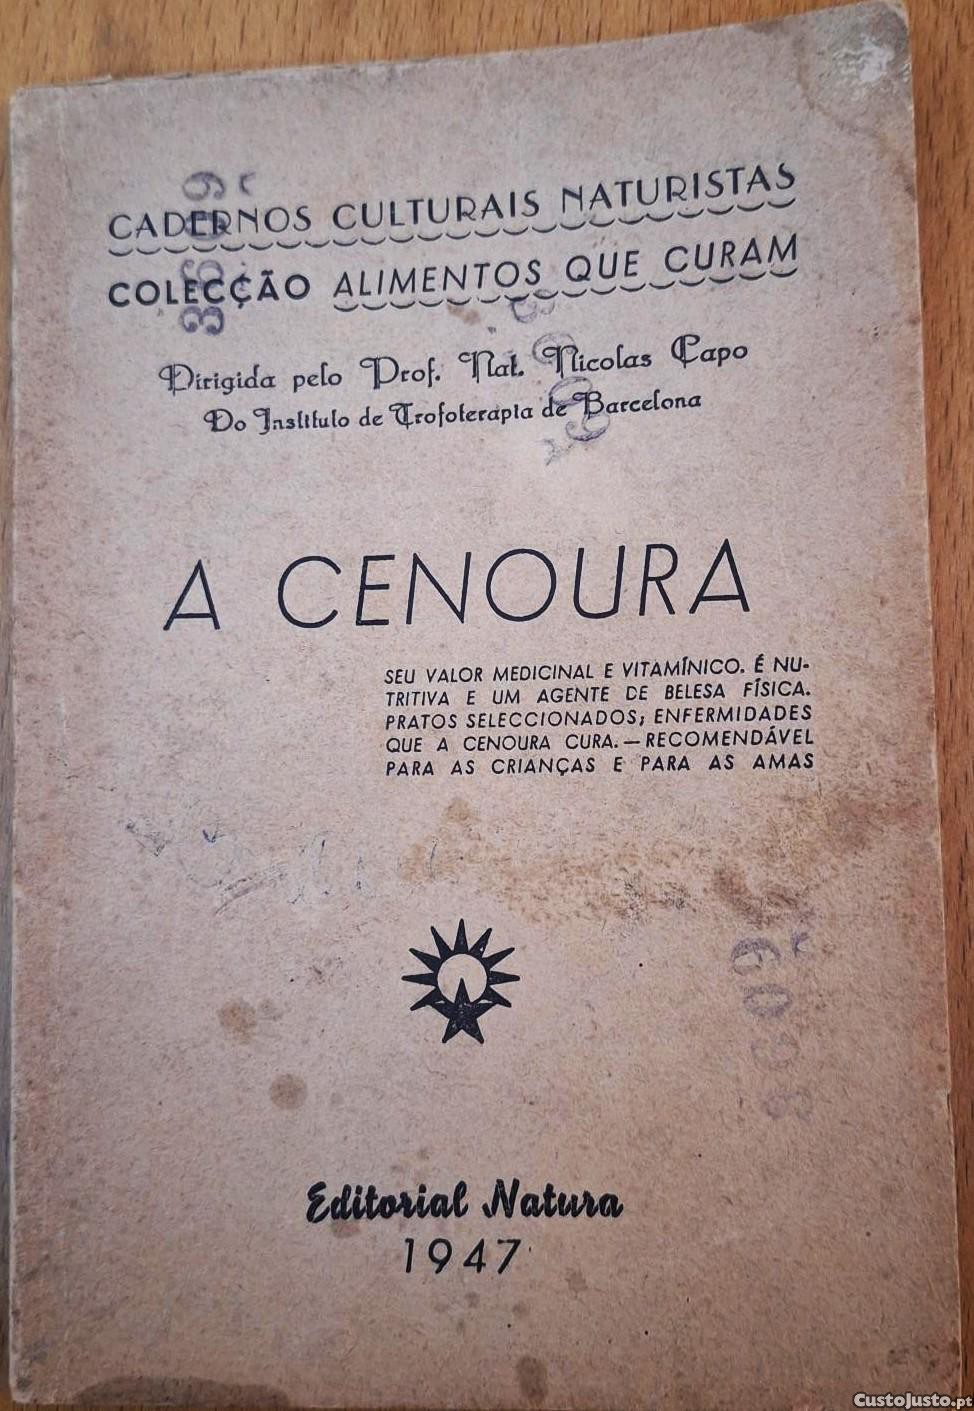 CADERNOS CULTURAIS NATURISTAS
COLECÇÃO ALIMENTOS QUE CURAM
Dirigida pelo Prof. Nat. Nicolas Capo
Do Instituto de Trofoterapia de Barcelona
A CENOURA
SEU VALOR MEDICINAL E VITAMÍNICO. É NU-
TRITIVA E UM AGENTE DE BELESA FÍSICA.
PRATOS SELECCIONADOS; ENFERMIDADES
QUE A CENOURA CURA. — RECOMENDÁVEL
PARA AS CRIANÇAS E PARA AS AMAS
Editorial Natura
1947
CustoJusto.pt